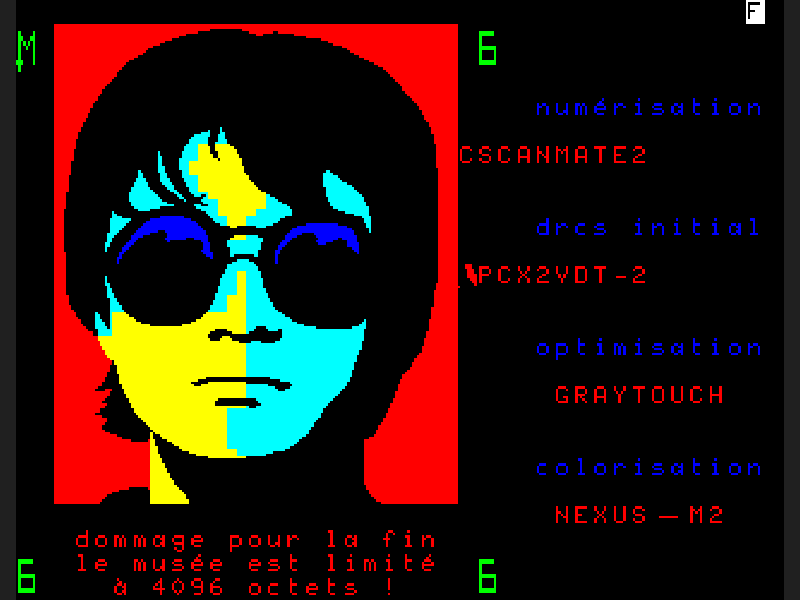 F
M 6
numérisation
CSCANMATE2
drcs initial
PCX2VDT-2
optimisation
GRAYTOUCH
colorisation
NEXUS — M2
dommage pour la fin
le musée est limité
à 4096 octets !
6 6